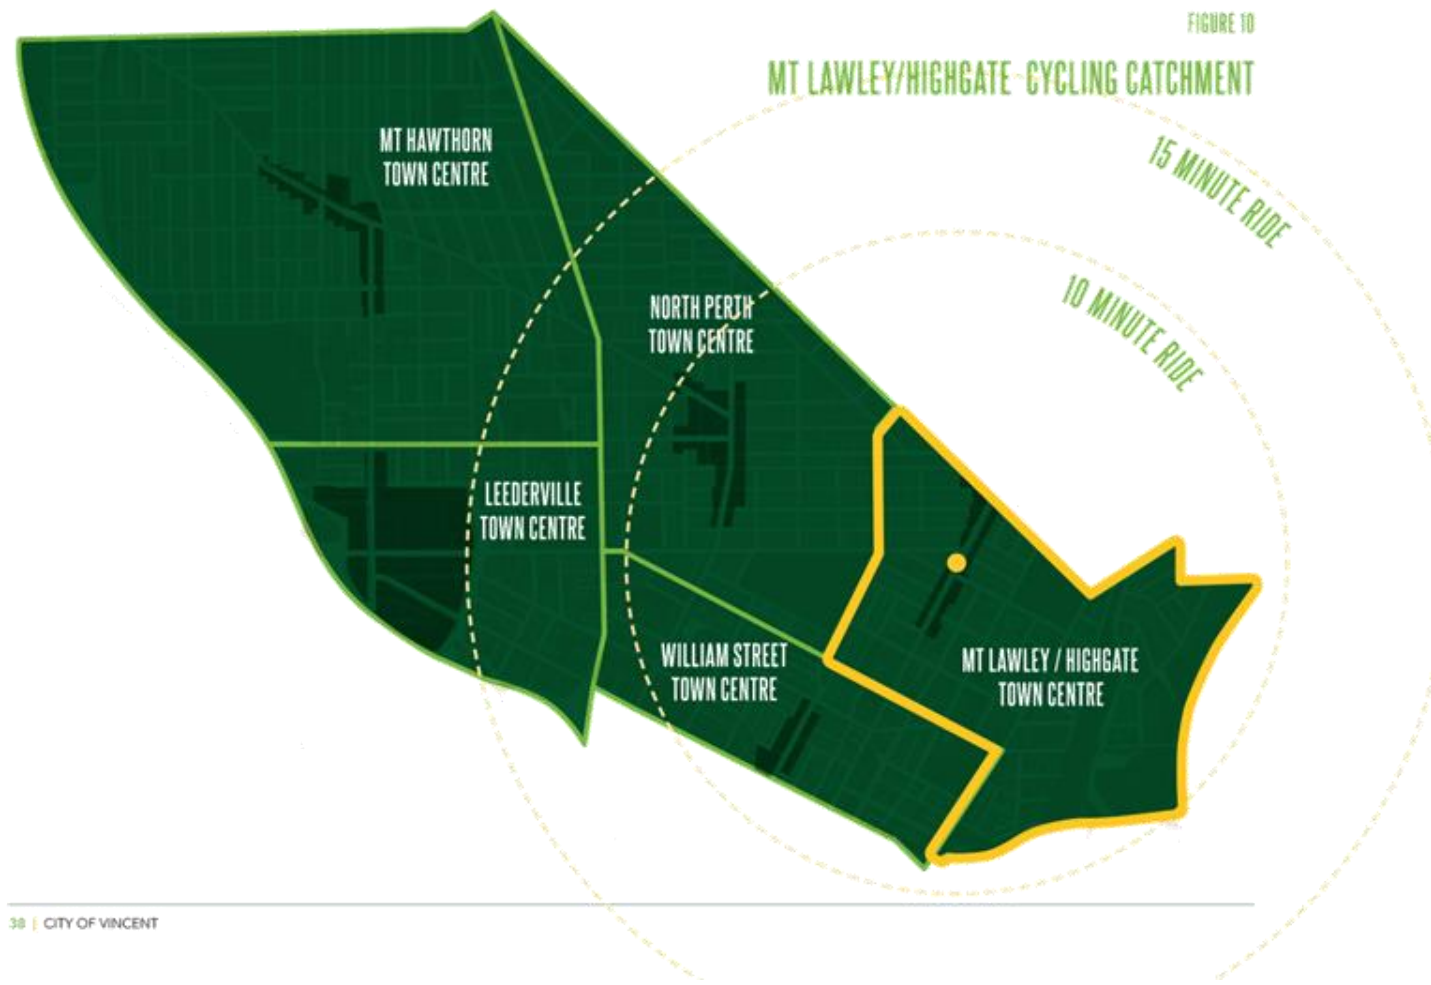 FIGURE 10
MT LAWLEY/HIGHGATE CYCLING CATCHMENT
15 MINUTE RIDE
10 MINUTE RIDE
MT HAWTHORN
TOWN CENTRE
NORTH PERTH
TOWN CENTRE
LEEDERVILLE
TOWN CENTRE
WILLIAM STREET
TOWN CENTRE
MT LAWLEY / HIGHGATE
TOWN CENTRE
38 | CITY OF VINCENT